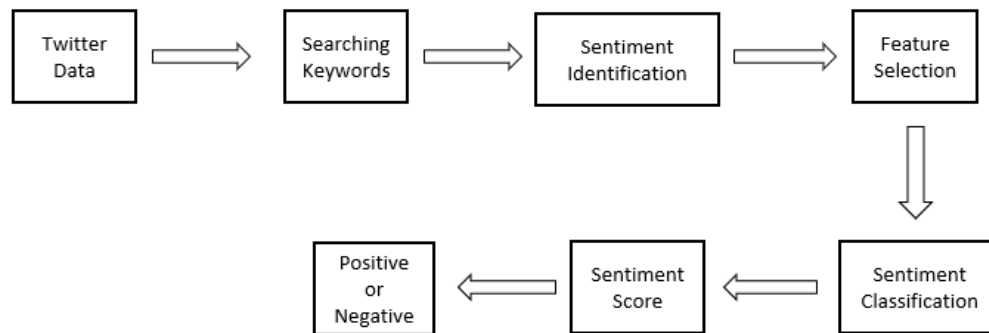 Twitter
Data
Searching
Keywords
Sentiment
Identification
Feature
Selection
Sentiment
Classification
Sentiment
Score
Positive
or
Negative